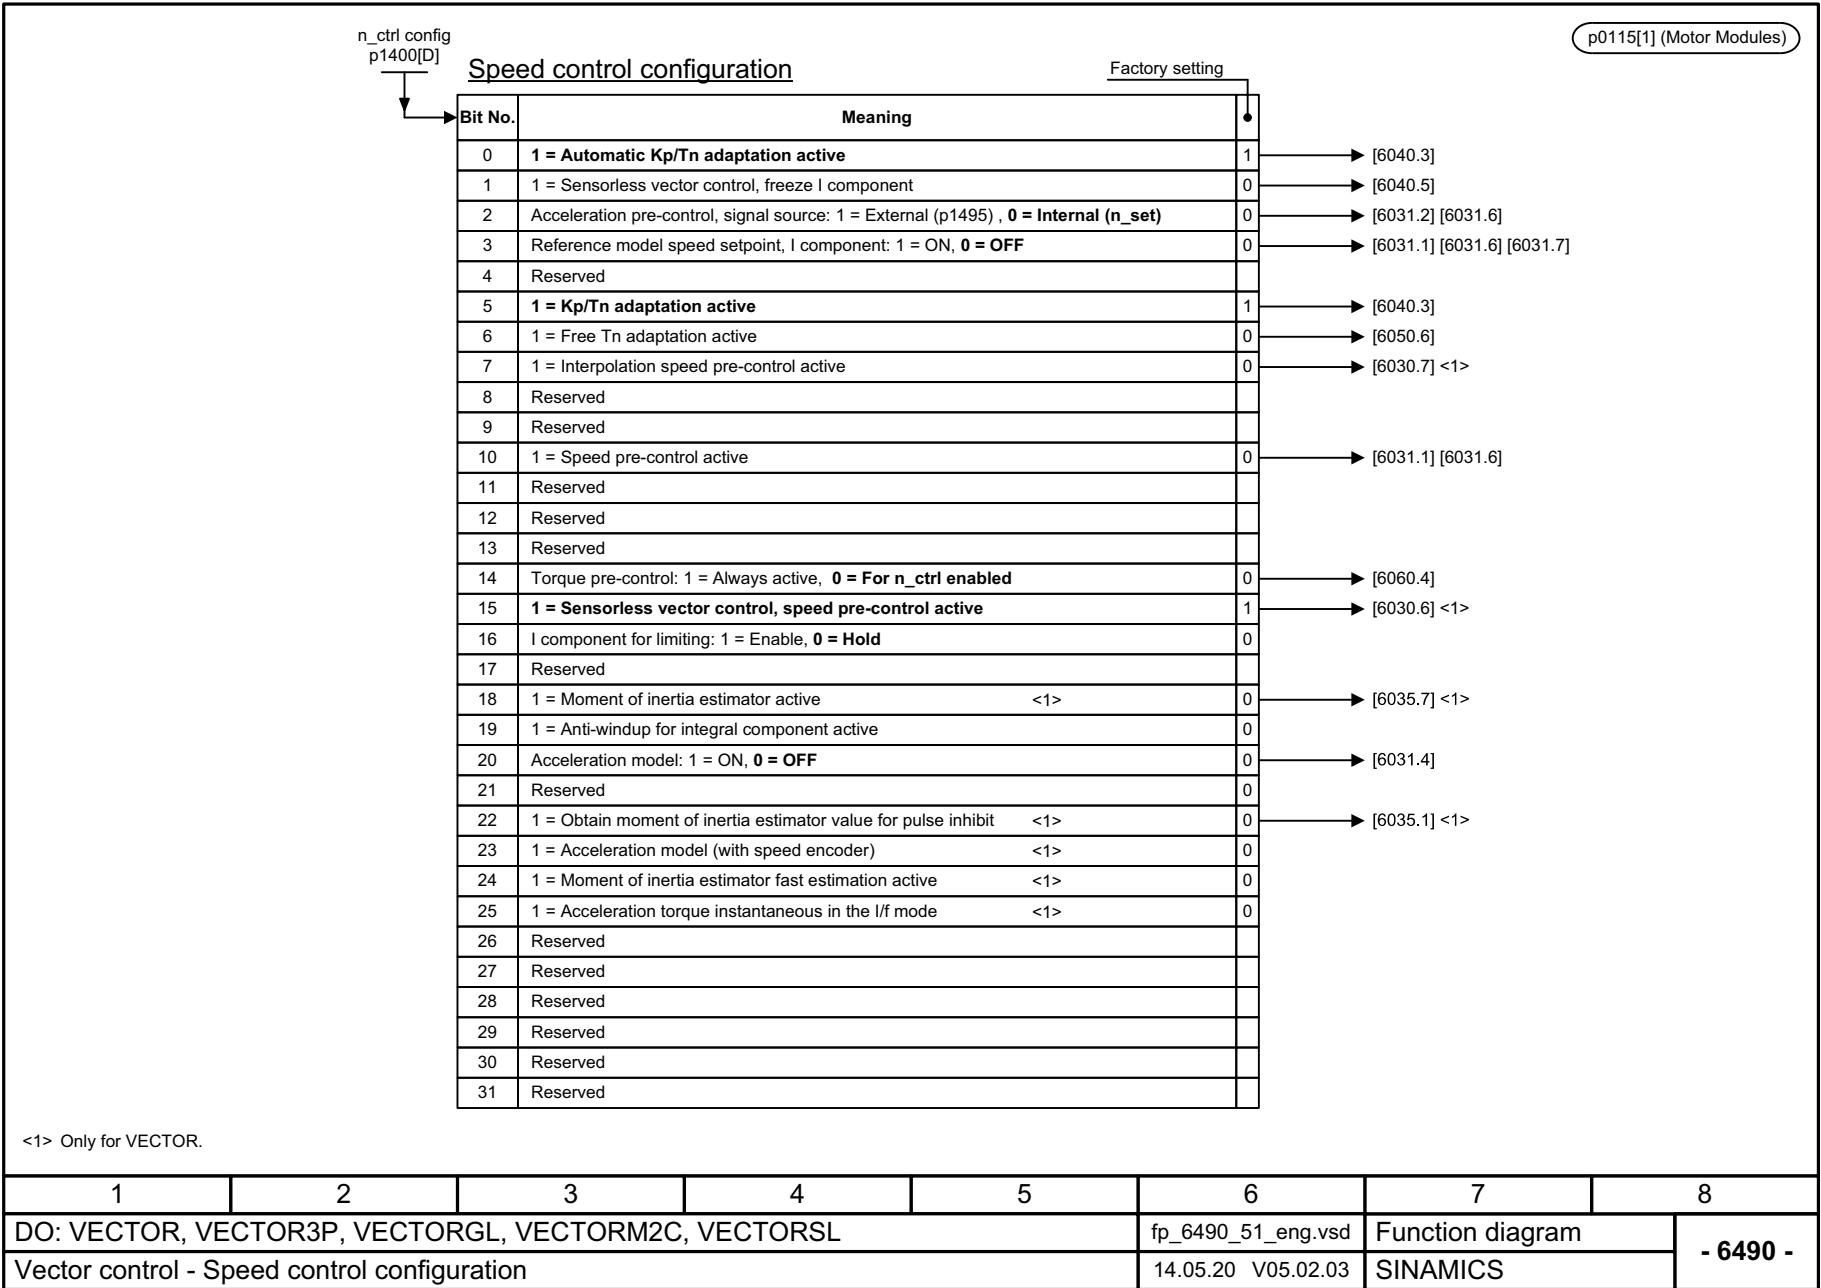 n_ctrl config
p1400[D]
p0115[1] (Motor Modules)
Speed control configuration
Factory setting
Bit No. Meaning
0 1 = Automatic Kp/Tn adaptation active 1 [6040.3]
1 1 = Sensorless vector control, freeze I component 0 [6040.5]
2 Acceleration pre-control, signal source: 1 = External (p1495) , 0 = Internal (n_set) 0 [6031.2] [6031.6]
3 Reference model speed setpoint, I component: 1 = ON, 0 = OFF 0 [6031.1] [6031.6] [6031.7]
4 Reserved
5 1 = Kp/Tn adaptation active 1 [6040.3]
6 1 = Free Tn adaptation active 0 [6050.6]
7 1 = Interpolation speed pre-control active 0 [6030.7] <1>
8 Reserved
9 Reserved
10 1 = Speed pre-control active 0 [6031.1] [6031.6]
11 Reserved
12 Reserved
13 Reserved
14 Torque pre-control: 1 = Always active, 0 = For n_ctrl enabled 0 [6060.4]
15 1 = Sensorless vector control, speed pre-control active 1 [6030.6] <1>
16 I component for limiting: 1 = Enable, 0 = Hold 0
17 Reserved
18 1 = Moment of inertia estimator active <1> 0 [6035.7] <1>
19 1 = Anti-windup for integral component active 0
20 Acceleration model: 1 = ON, 0 = OFF 0 [6031.4]
21 Reserved 0
22 1 = Obtain moment of inertia estimator value for pulse inhibit <1> 0 [6035.1] <1>
23 1 = Acceleration model (with speed encoder) <1> 0
24 1 = Moment of inertia estimator fast estimation active <1> 0
25 1 = Acceleration torque instantaneous in the I/f mode <1> 0
26 Reserved
27 Reserved
28 Reserved
29 Reserved
30 Reserved
31 Reserved
<1> Only for VECTOR.
1 2 3 4 5 6 7 8
DO: VECTOR, VECTOR3P, VECTORGL, VECTORM2C, VECTORSL fp_6490_51_eng.vsd Function diagram
- 6490 -
Vector control - Speed control configuration 14.05.20 V05.02.03 SINAMICS